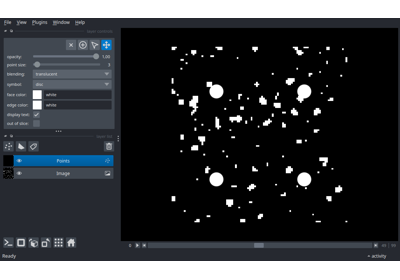 File View Plugins Window Help
opacity: 1.00
point size:
blending: translucent
symbol: disc
face color: white
edge color: white
display text: ✓
out of slice:
Points
Image
Ready activity